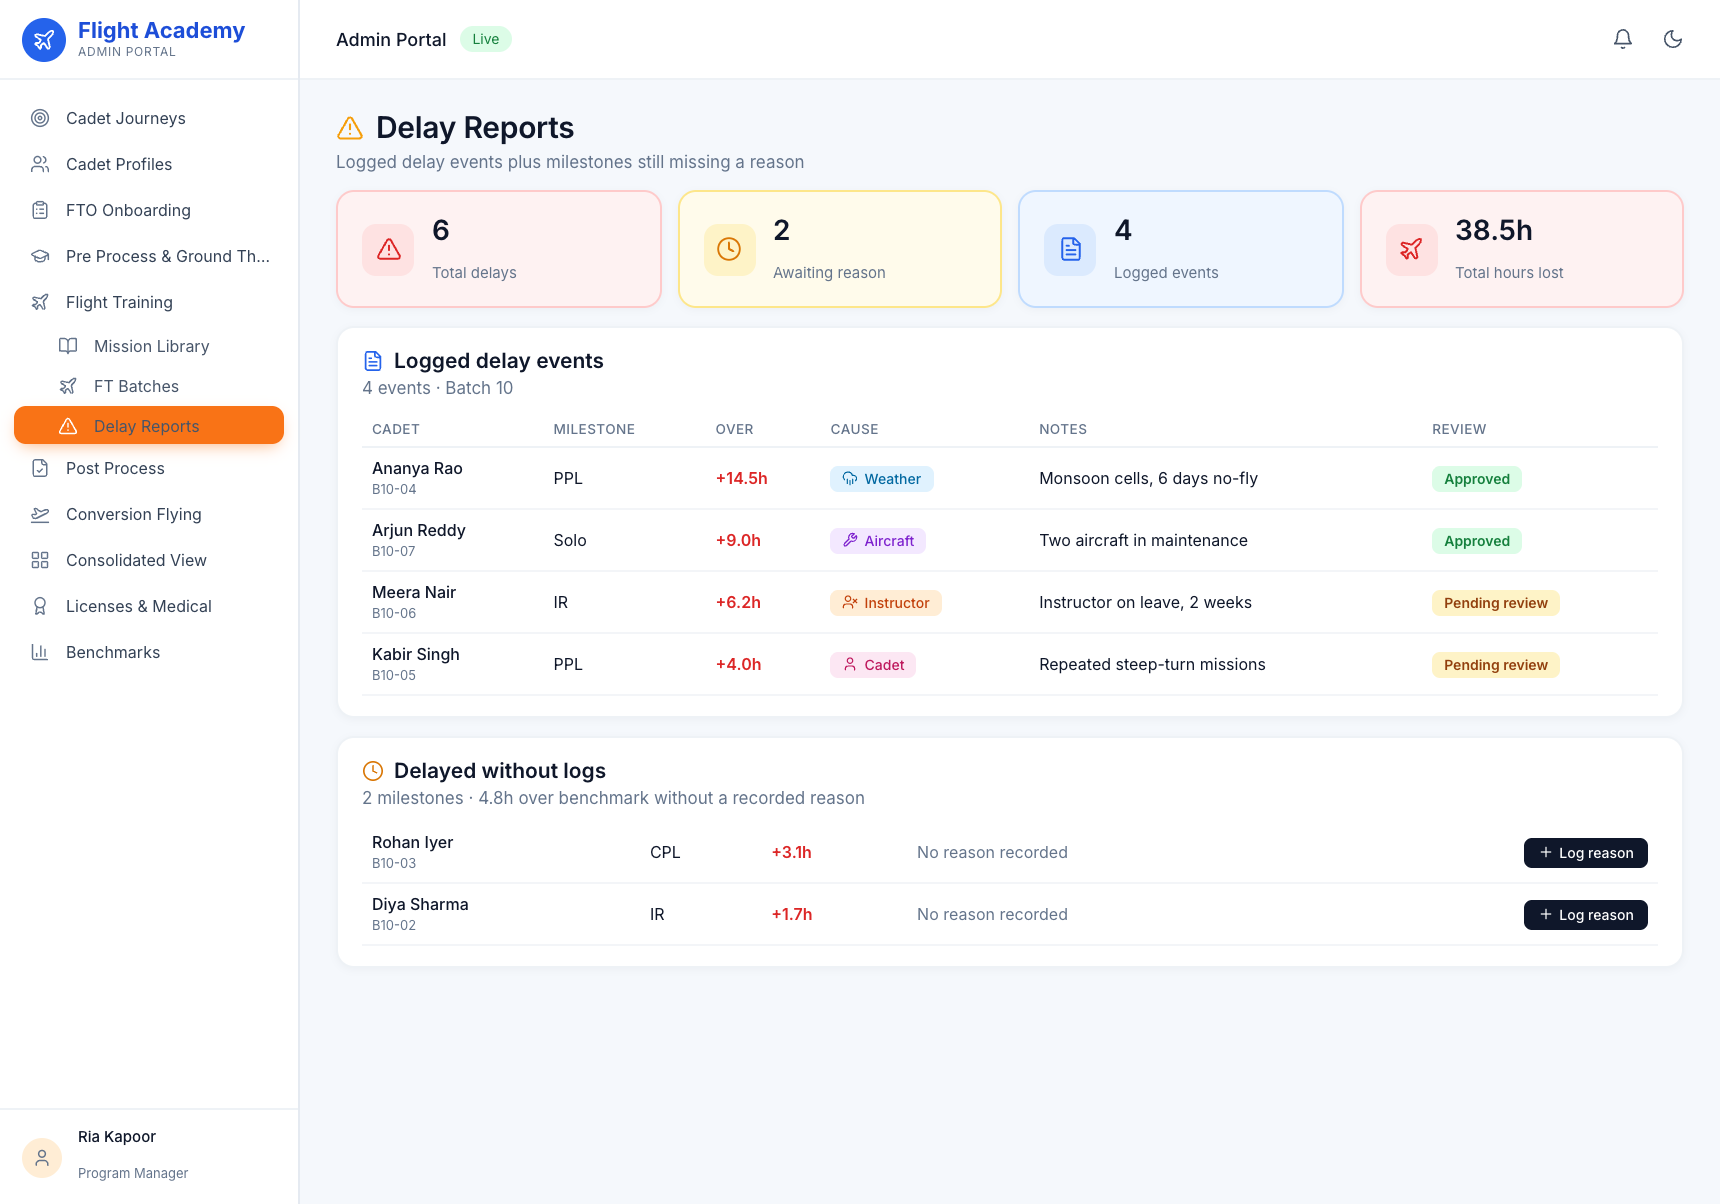 Flight Academy
ADMIN PORTAL
Admin Portal
Live
Cadet Journeys
Cadet Profiles
FTO Onboarding
Pre Process & Ground Th...
Flight Training
Mission Library
FT Batches
Delay Reports
Post Process
Conversion Flying
Consolidated View
Licenses & Medical
Benchmarks
Ria Kapoor
Program Manager
Delay Reports
Logged delay events plus milestones still missing a reason
6
Total delays
2
Awaiting reason
4
Logged events
38.5h
Total hours lost
Logged delay events
4 events · Batch 10
CADET MILESTONE OVER CAUSE NOTES REVIEW
Ananya Rao
B10-04
PPL +14.5h Weather Monsoon cells, 6 days no-fly Approved
Arjun Reddy
B10-07
Solo +9.0h Aircraft Two aircraft in maintenance Approved
Meera Nair
B10-06
IR +6.2h Instructor Instructor on leave, 2 weeks Pending review
Kabir Singh
B10-05
PPL +4.0h Cadet Repeated steep-turn missions Pending review
Delayed without logs
2 milestones · 4.8h over benchmark without a recorded reason
Rohan Iyer
B10-03
CPL +3.1h No reason recorded + Log reason
Diya Sharma
B10-02
IR +1.7h No reason recorded + Log reason